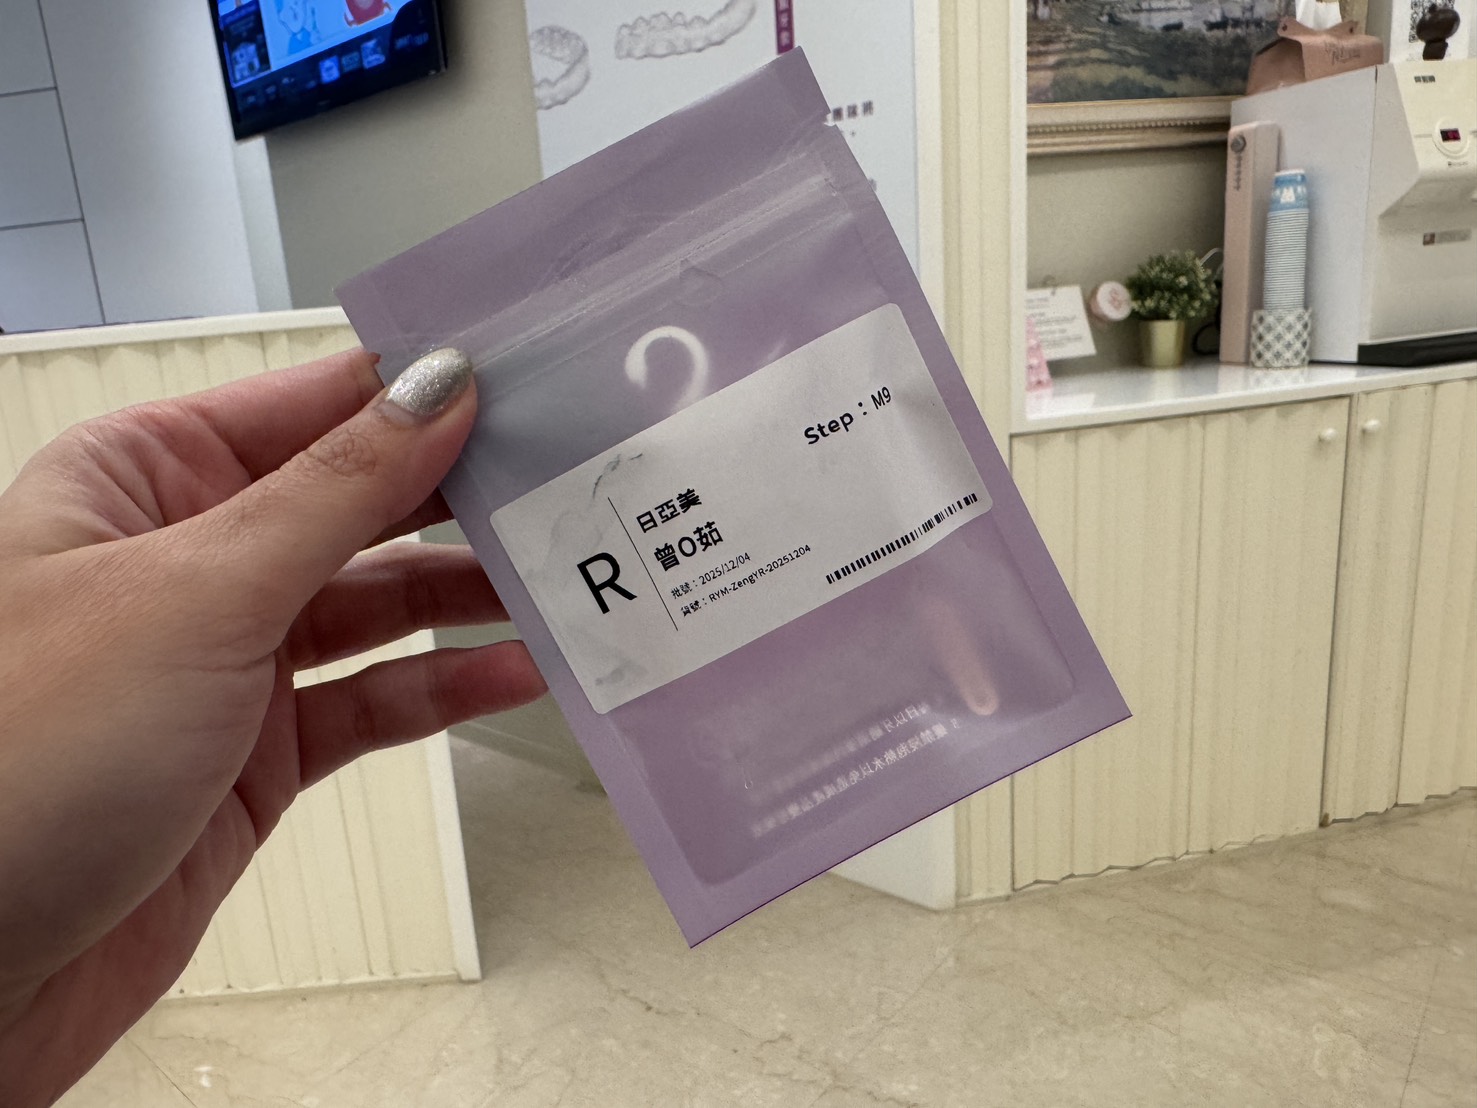 Step：M9
R
日亞美
曾O茹
批號：2025/12/04
貨號：RYM-ZengYR-20251204